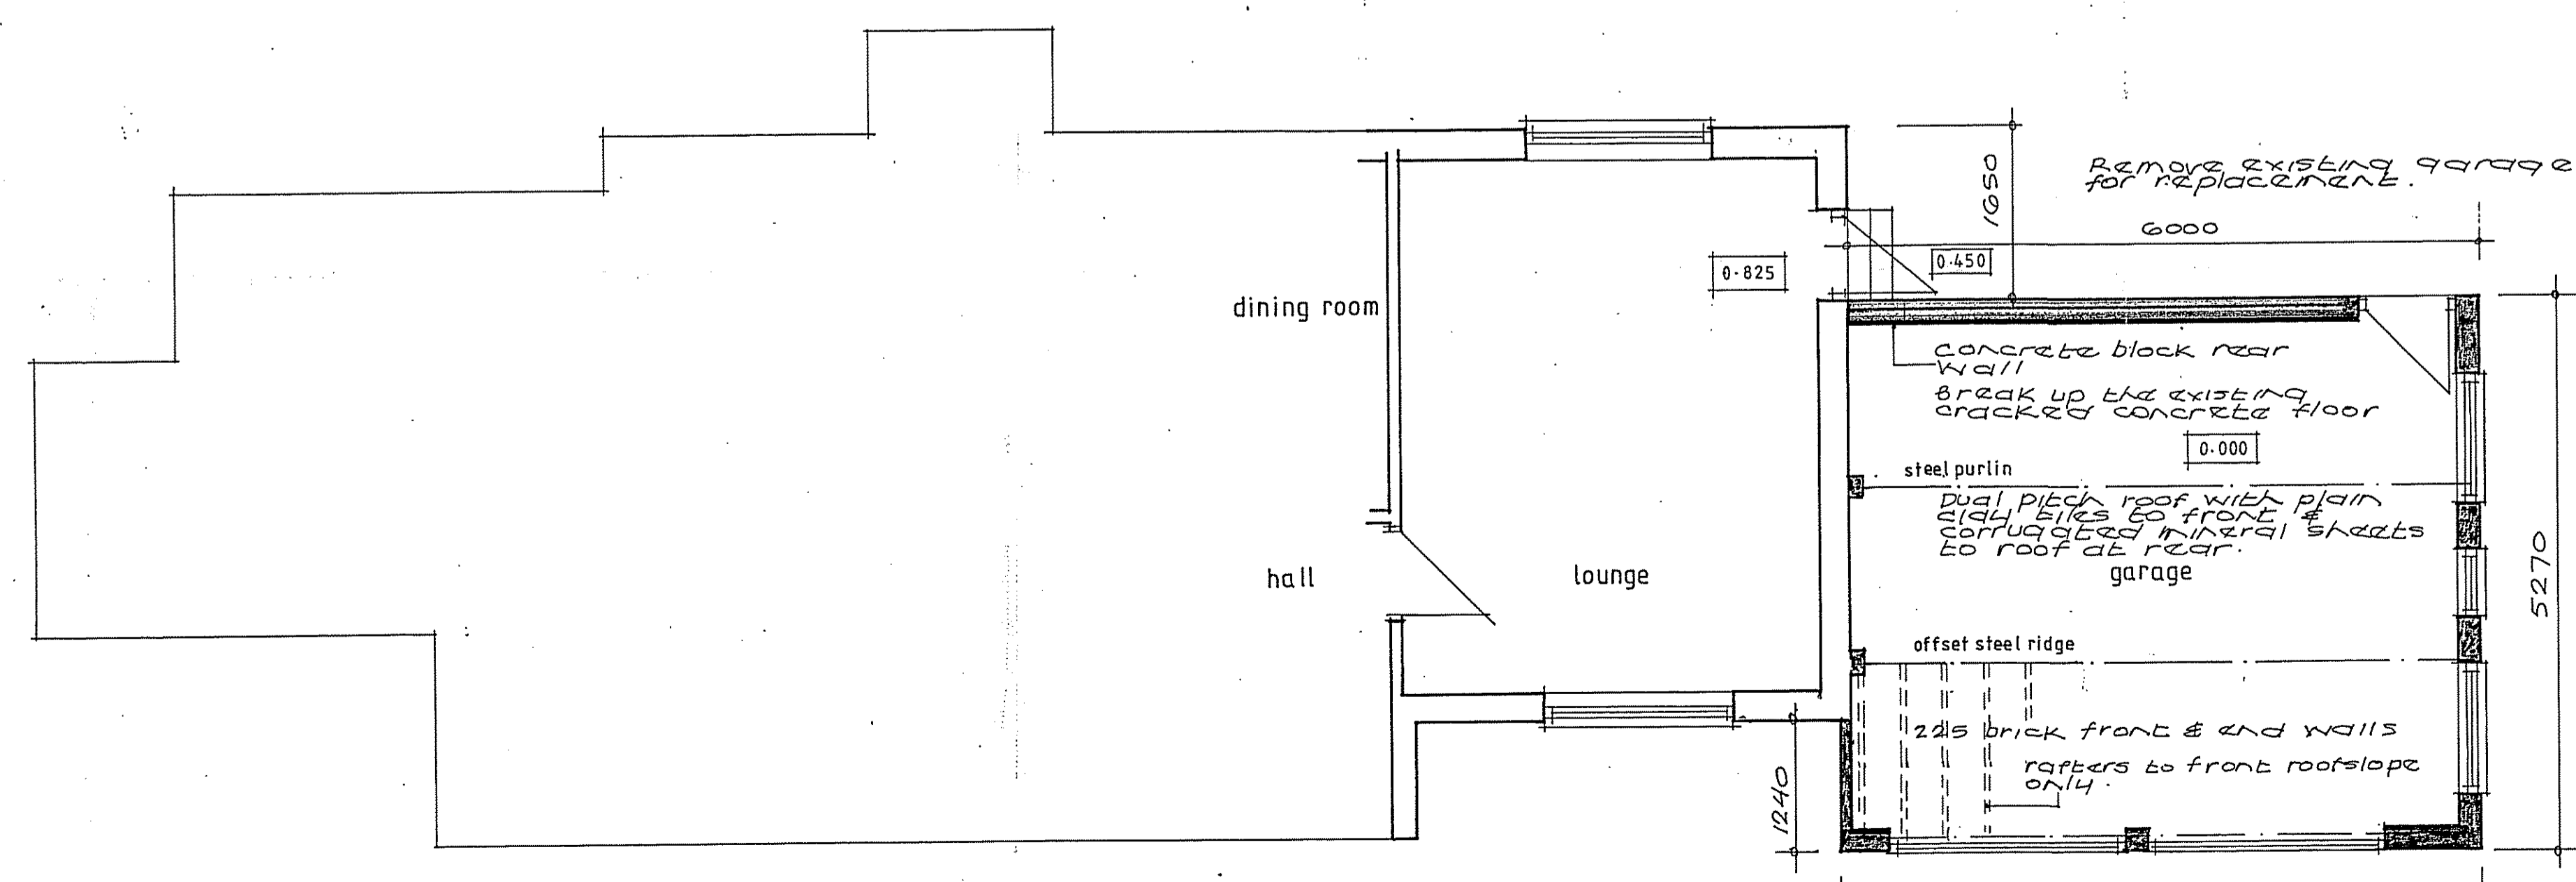 Remove existing garage
for replacement.
1650
6000
0·825
0·450
dining room
concrete block rear
wall
Break up the existing
cracked concrete floor
0·000
steel purlin
Dual pitch roof with plain
clay tiles to front &
corrugated mineral sheets
to roof at rear.
hall
lounge
garage
5270
offset steel ridge
225 brick front & end walls
rafters to front roofslope
only.
1240